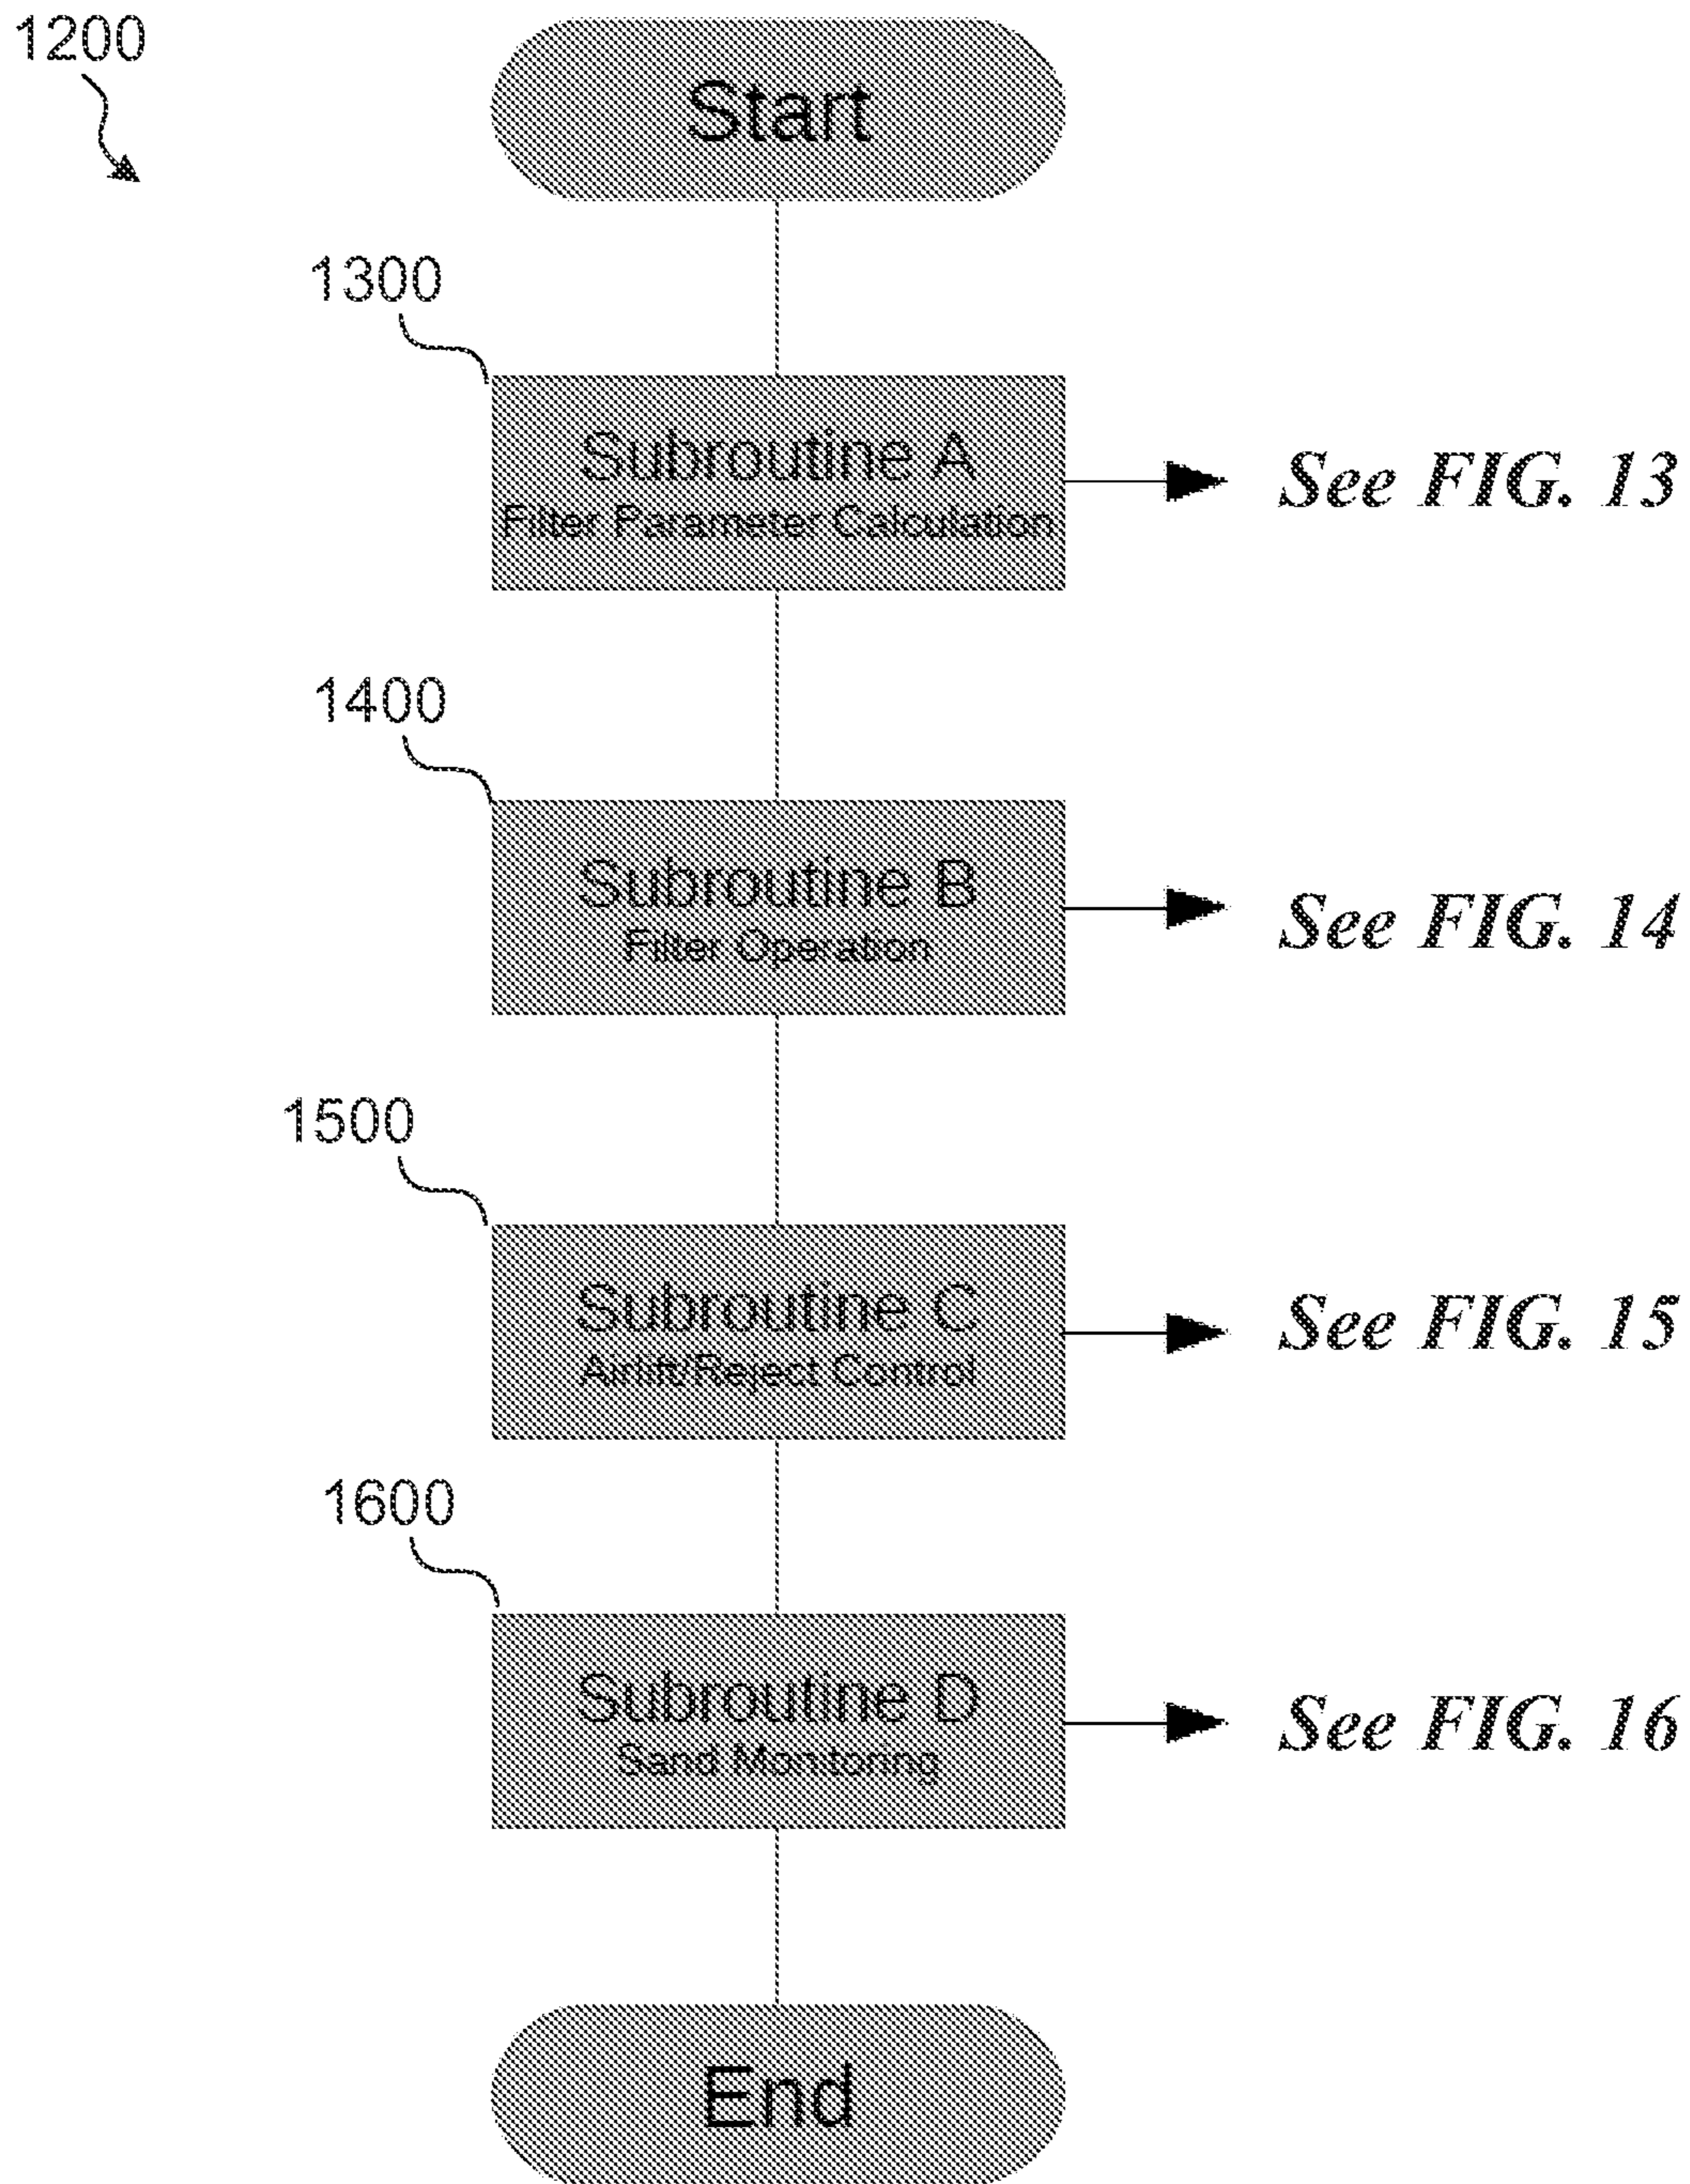 1200
Start
1300
Subroutine A
Filter Parameter Calculation
See FIG. 13
1400
Subroutine B
Filter Operation
See FIG. 14
1500
Subroutine C
Airlift/Reject Control
See FIG. 15
1600
Subroutine D
Sand Monitoring
See FIG. 16
End